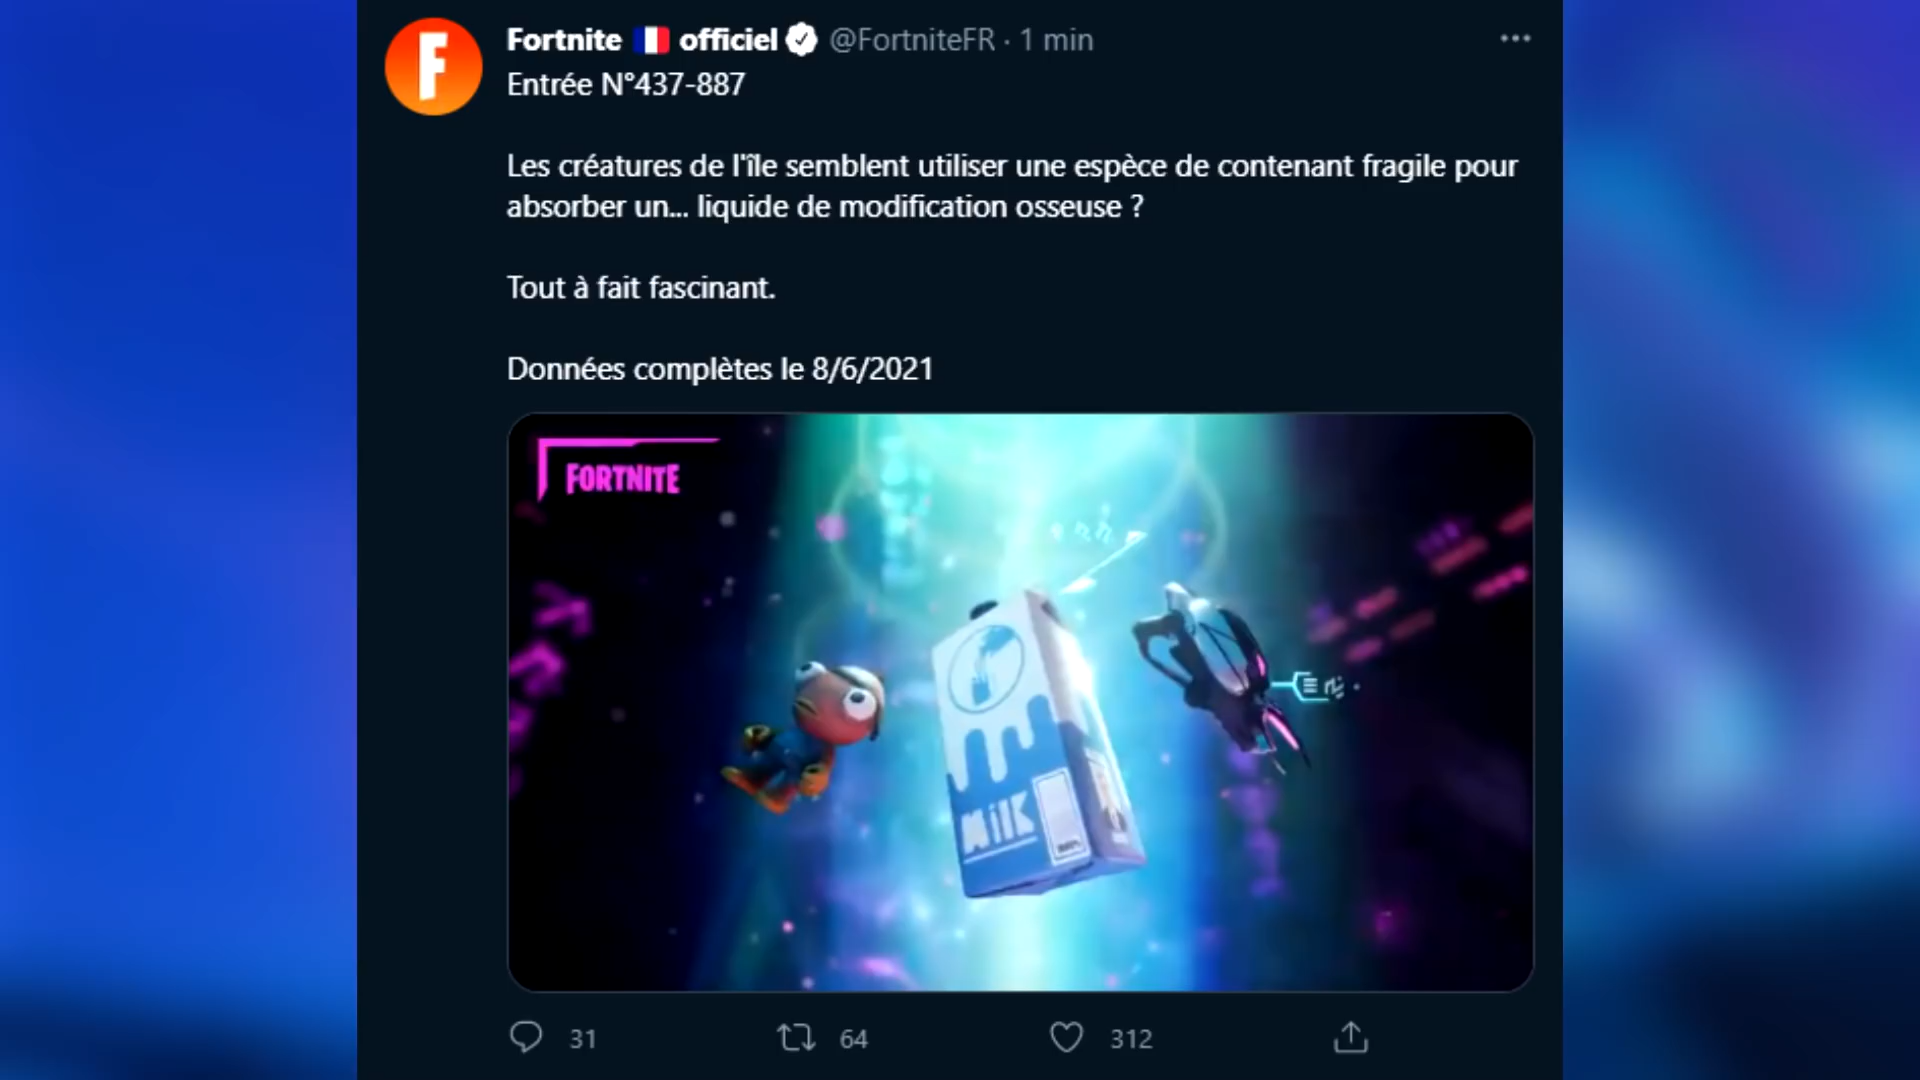 Fortnite 🇫🇷 officiel @FortniteFR · 1 min
Entrée N°437-887
Les créatures de l'île semblent utiliser une espèce de contenant fragile pour
absorber un... liquide de modification osseuse ?
Tout à fait fascinant.
Données complètes le 8/6/2021
FORTNITE
Milk
31 64 312